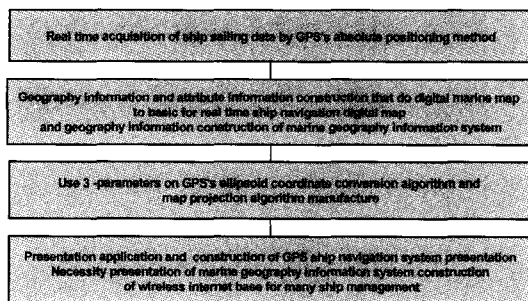 Real time acquisition of ship sailing data by GPS's absolute positioning method
Geography information and attribute information construction that do digital marine map
to basic for real time ship navigation digital map
and geography information construction of marine geography information system
Use 3 -parameters on GPS's ellipsoid coordinate conversion algorithm and
map projection algorithm manufacture
Presentation application and construction of GPS ship navigation system presentation
Necessity presentation of marine geography information system construction
of wireless internet base for many ship management